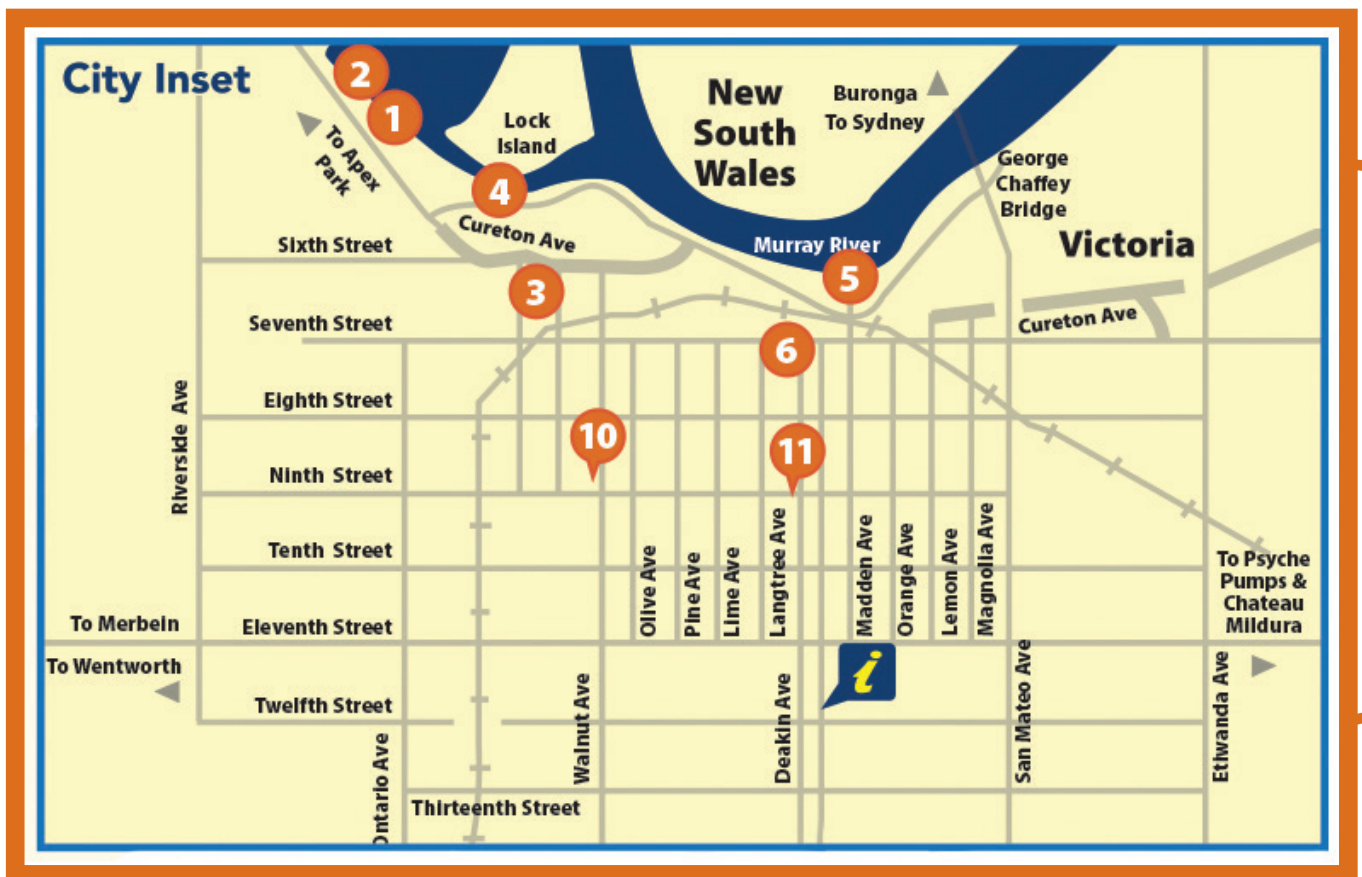 City Inset
2
1
To Apex
Park
Lock
Island
4
New
South
Wales
Buronga
To Sydney
George
Chaffey
Bridge
Victoria
Cureton Ave
Sixth Street
Murray River
5
3
Seventh Street
Cureton Ave
6
Eighth Street
Riverside Ave
10
11
Ninth Street
Tenth Street
Olive Ave
Pine Ave
Lime Ave
Langtree Ave
Madden Ave
Orange Ave
Lemon Ave
Magnolia Ave
To Psyche
Pumps &
Chateau
Mildura
To Merbein
Eleventh Street
To Wentworth
i
Twelfth Street
Ontario Ave
Walnut Ave
Deakin Ave
San Mateo Ave
Etiwanda Ave
Thirteenth Street